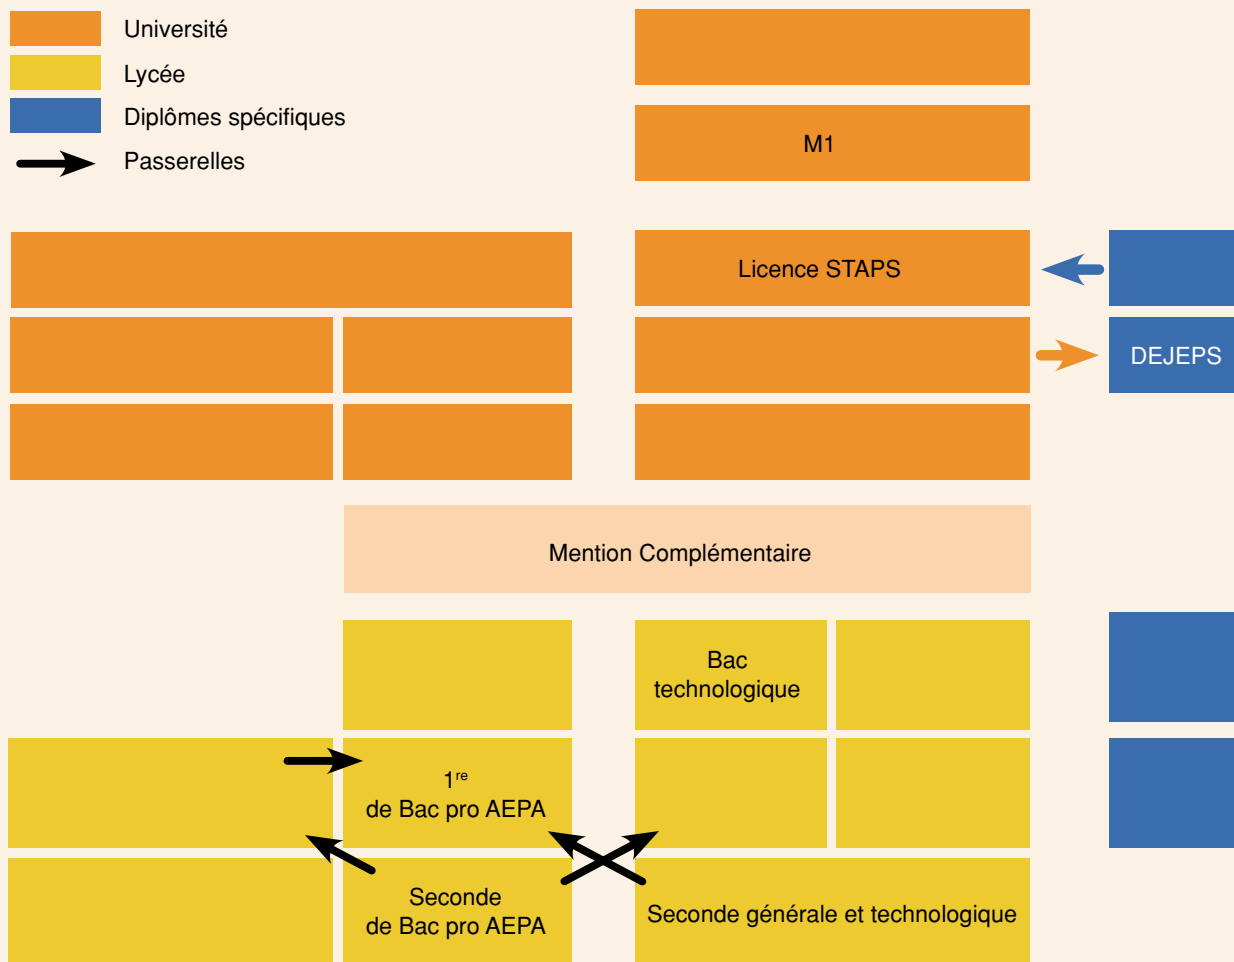 Université
Lycée
Diplômes spécifiques
Passerelles
M1
Licence STAPS
DEJEPS
Mention Complémentaire
Bac
technologique
1re
de Bac pro AEPA
Seconde
de Bac pro AEPA
Seconde générale et technologique